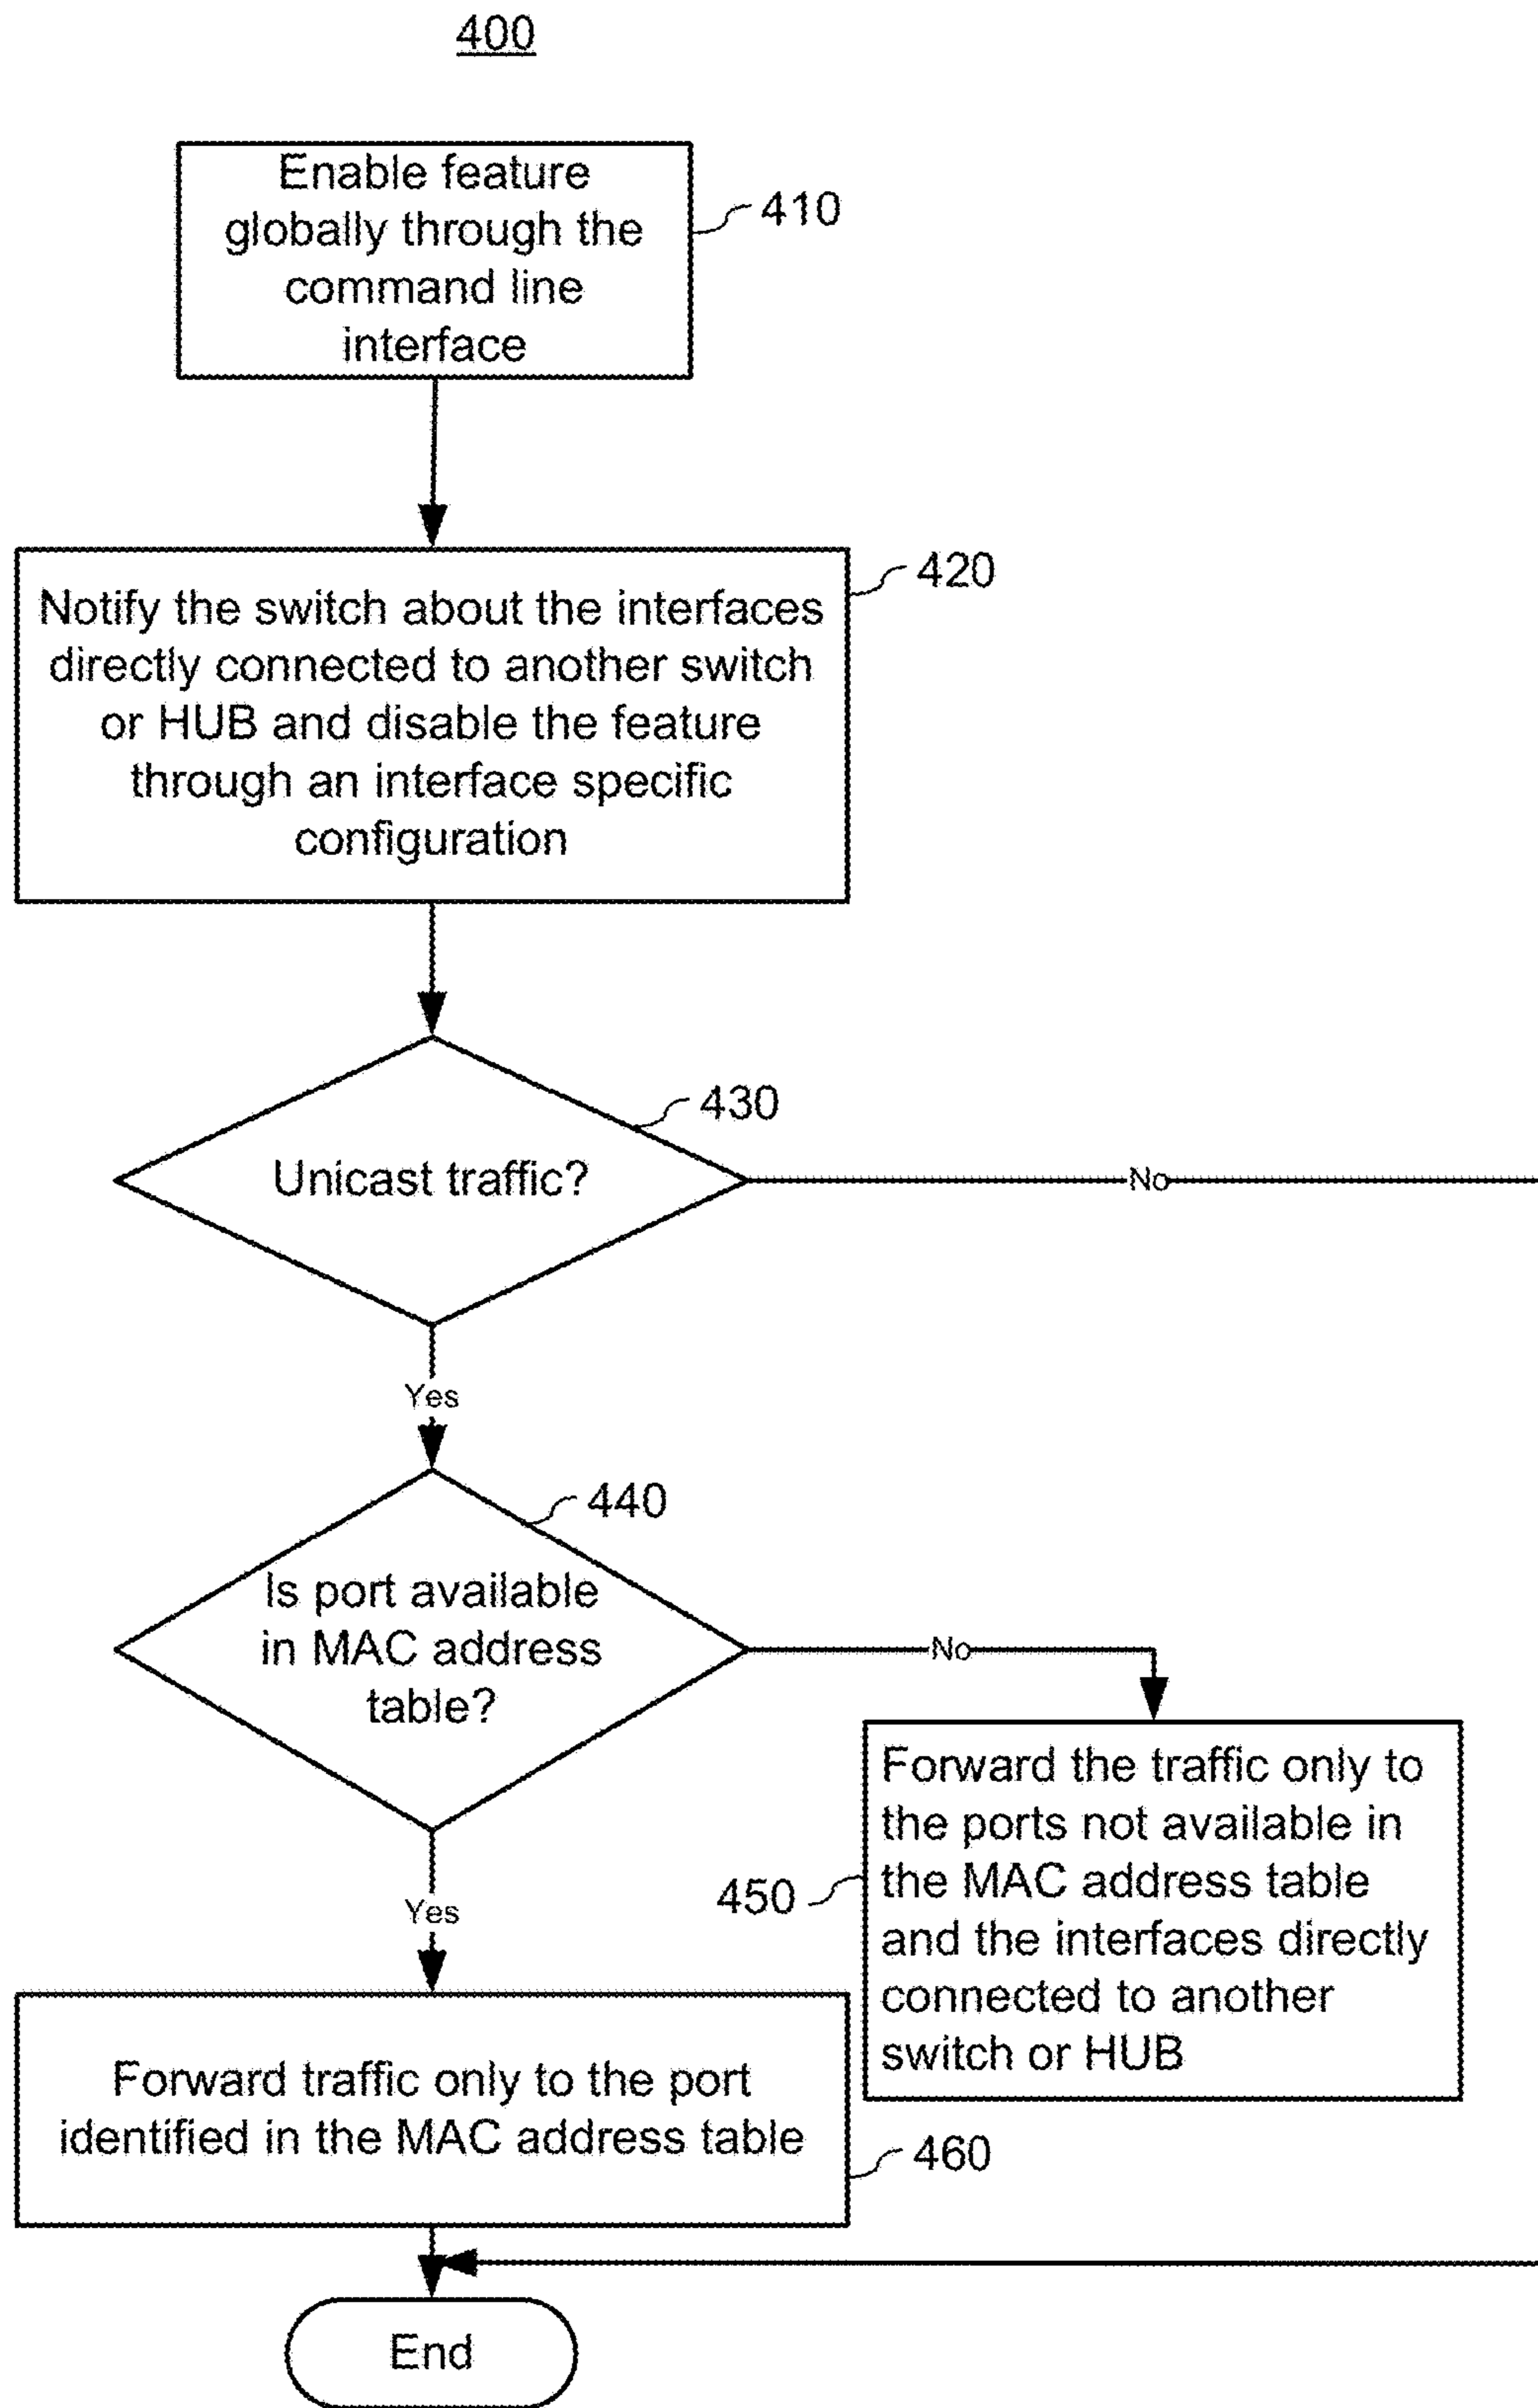 400
Enable feature
globally through the
command line
interface
410
Notify the switch about the interfaces
directly connected to another switch
or HUB and disable the feature
through an interface specific
configuration
420
430
Unicast traffic?
No
Yes
440
Is port available
in MAC address
table?
No
Forward the traffic only to
the ports not available in
the MAC address table
and the interfaces directly
connected to another
switch or HUB
450
Yes
Forward traffic only to the port
identified in the MAC address table
460
End